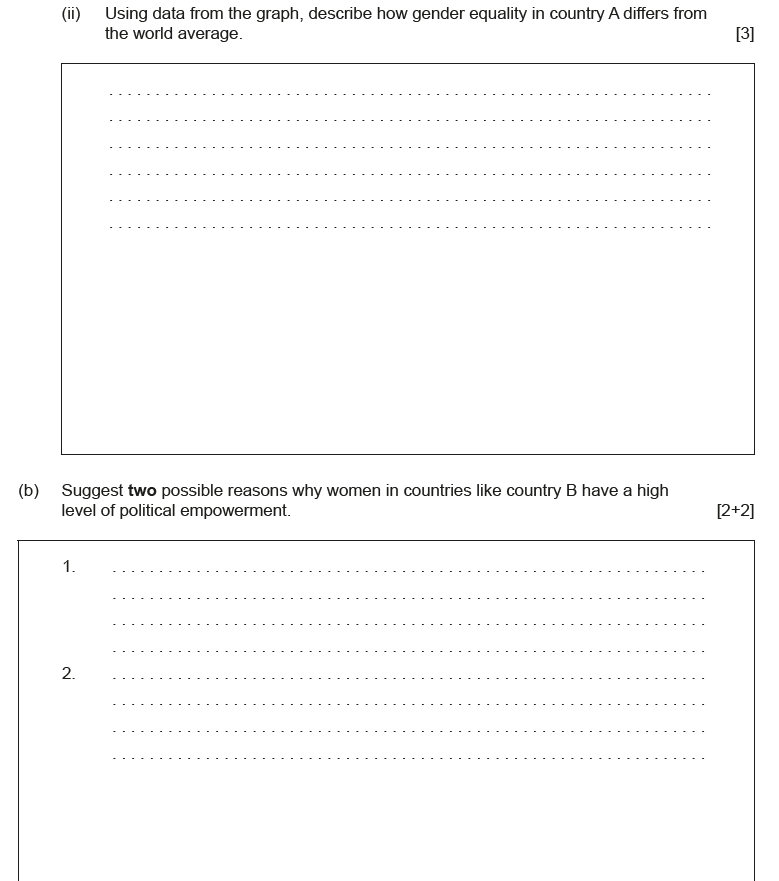 (ii) Using data from the graph, describe how gender equality in country A differs from
the world average. [3]
(b) Suggest two possible reasons why women in countries like country B have a high
level of political empowerment. [2+2]
1.
2.